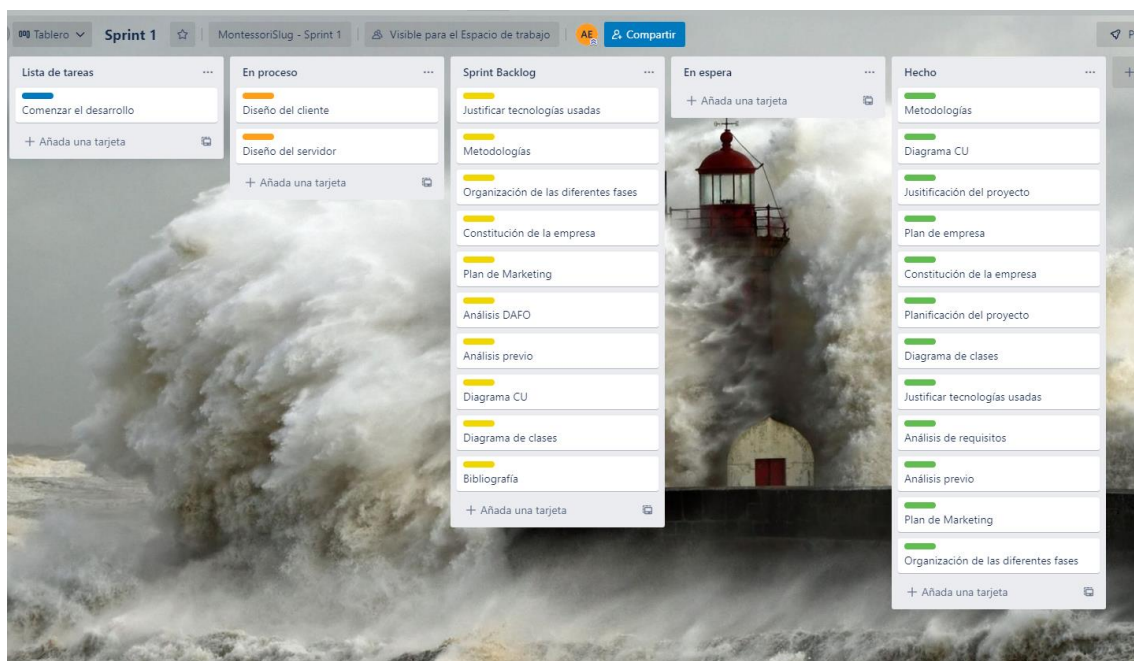 Tablero
Sprint 1
MontessoriSlug - Sprint 1
Visible para el Espacio de trabajo
AE
Compartir
P
Lista de tareas
Comenzar el desarrollo
+ Añada una tarjeta
En proceso
Diseño del cliente
Diseño del servidor
+ Añada una tarjeta
Sprint Backlog
Justificar tecnologías usadas
Metodologías
Organización de las diferentes fases
Constitución de la empresa
Plan de Marketing
Análisis DAFO
Análisis previo
Diagrama CU
Diagrama de clases
Bibliografía
+ Añada una tarjeta
En espera
+ Añada una tarjeta
Hecho
Metodologías
Diagrama CU
Jusitificación del proyecto
Plan de empresa
Constitución de la empresa
Planificación del proyecto
Diagrama de clases
Justificar tecnologías usadas
Análisis de requisitos
Análisis previo
Plan de Marketing
Organización de las diferentes fases
+ Añada una tarjeta